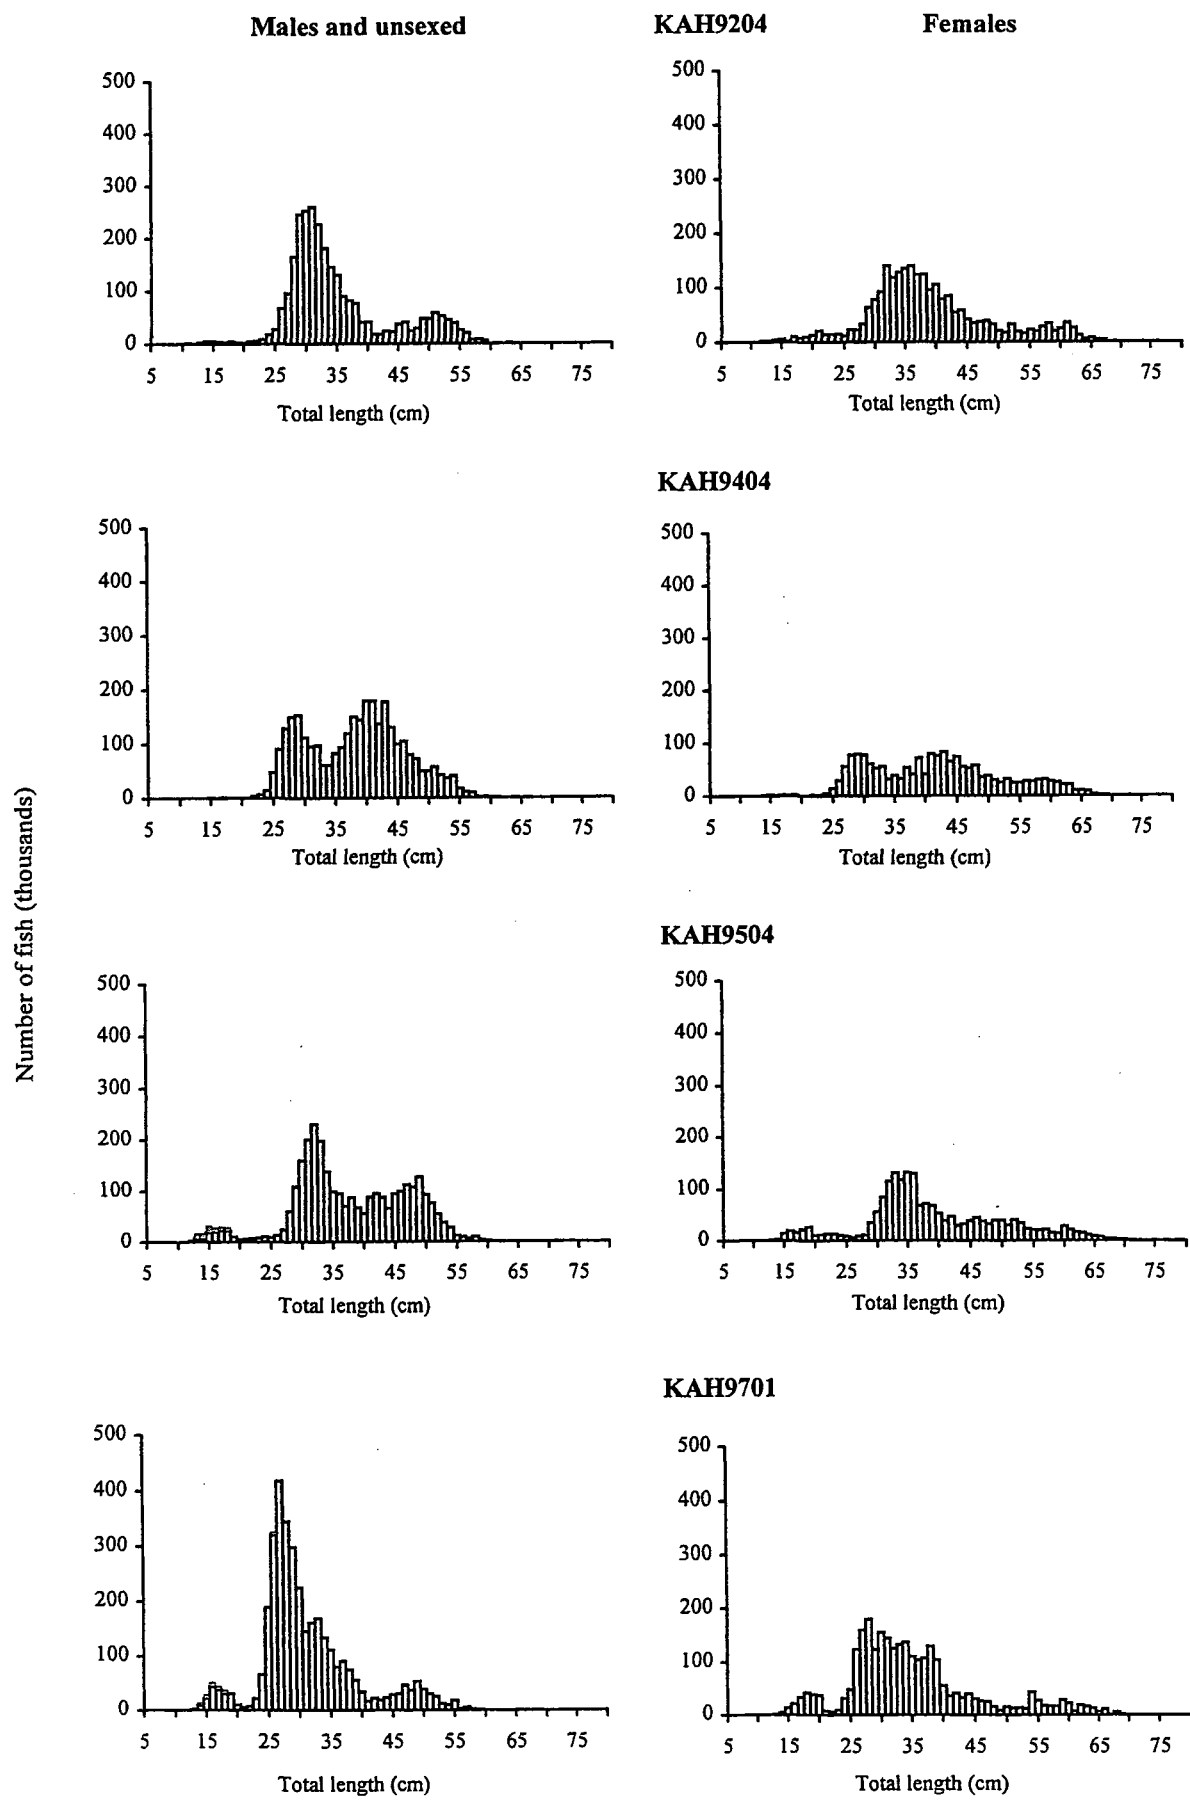 Males and unsexed KAH9204 Females
500 500
400 400
300 300
200 200
100 100
0 0
5 15 25 35 45 55 65 75 5 15 25 35 45 55 65 75
Total length (cm) Total length (cm)
KAH9404
500 500
400 400
300 300
200 200
100 100
0 0
5 15 25 35 45 55 65 75 5 15 25 35 45 55 65 75
Total length (cm) Total length (cm)
Number of fish (thousands)
KAH9504
500 500
400 400
300 300
200 200
100 100
0 0
5 15 25 35 45 55 65 75 5 15 25 35 45 55 65 75
Total length (cm) Total length (cm)
KAH9701
500 500
400 400
300 300
200 200
100 100
0 0
5 15 25 35 45 55 65 75 5 15 25 35 45 55 65 75
Total length (cm) Total length (cm)